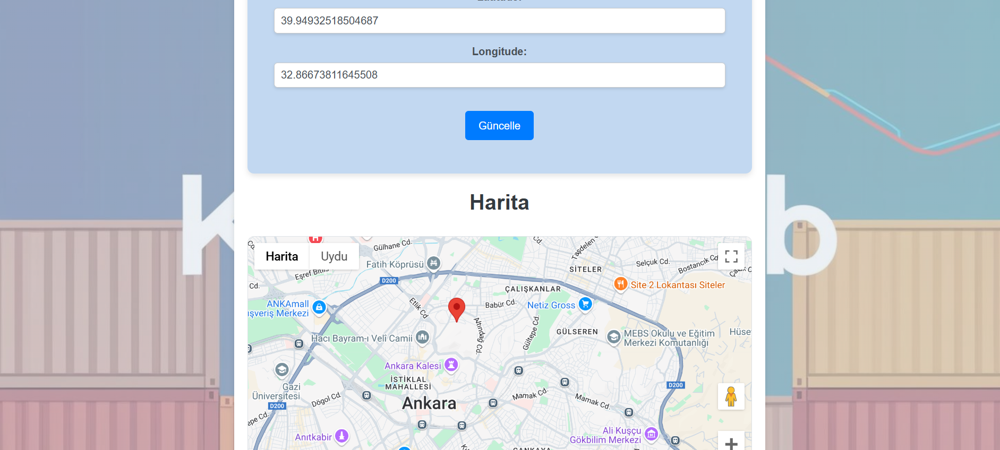 39.94932518504687
Longitude:
32.86673811645508
Güncelle
K
b
Harita
Harita
Uydu
Gülhane Cd.
Fatih Köprüsü
Eşref Bitlis
Cd.
Taşdelen C
Selçuk Cd.
Bostancık Cd
SİTELER
D200
ÇALIŞKANLAR
Site 2 Lokantası Siteler
ANKAmall
ışveriş Merkezi
Etlik Cd
Babür Cd.
Netiz Gross
Cd.
Altındağ Cd.
Gültepe Cd.
GÜLSEREN
Hacı Bayram-ı Velî Camii
MEBS Okulu ve Eğitim
Merkezi Komutanlığı
Hüse
Ankara Kalesi
İSTİKLAL
MAHALLESİ
Gazi
Üniversitesi
D200
Dögol Cd.
Ankara
Mamak Cd.
Mamak Cd.
D200
epe Cd.
Anıtkabir
Ali Kuşçu
Gökbilim Merkezi